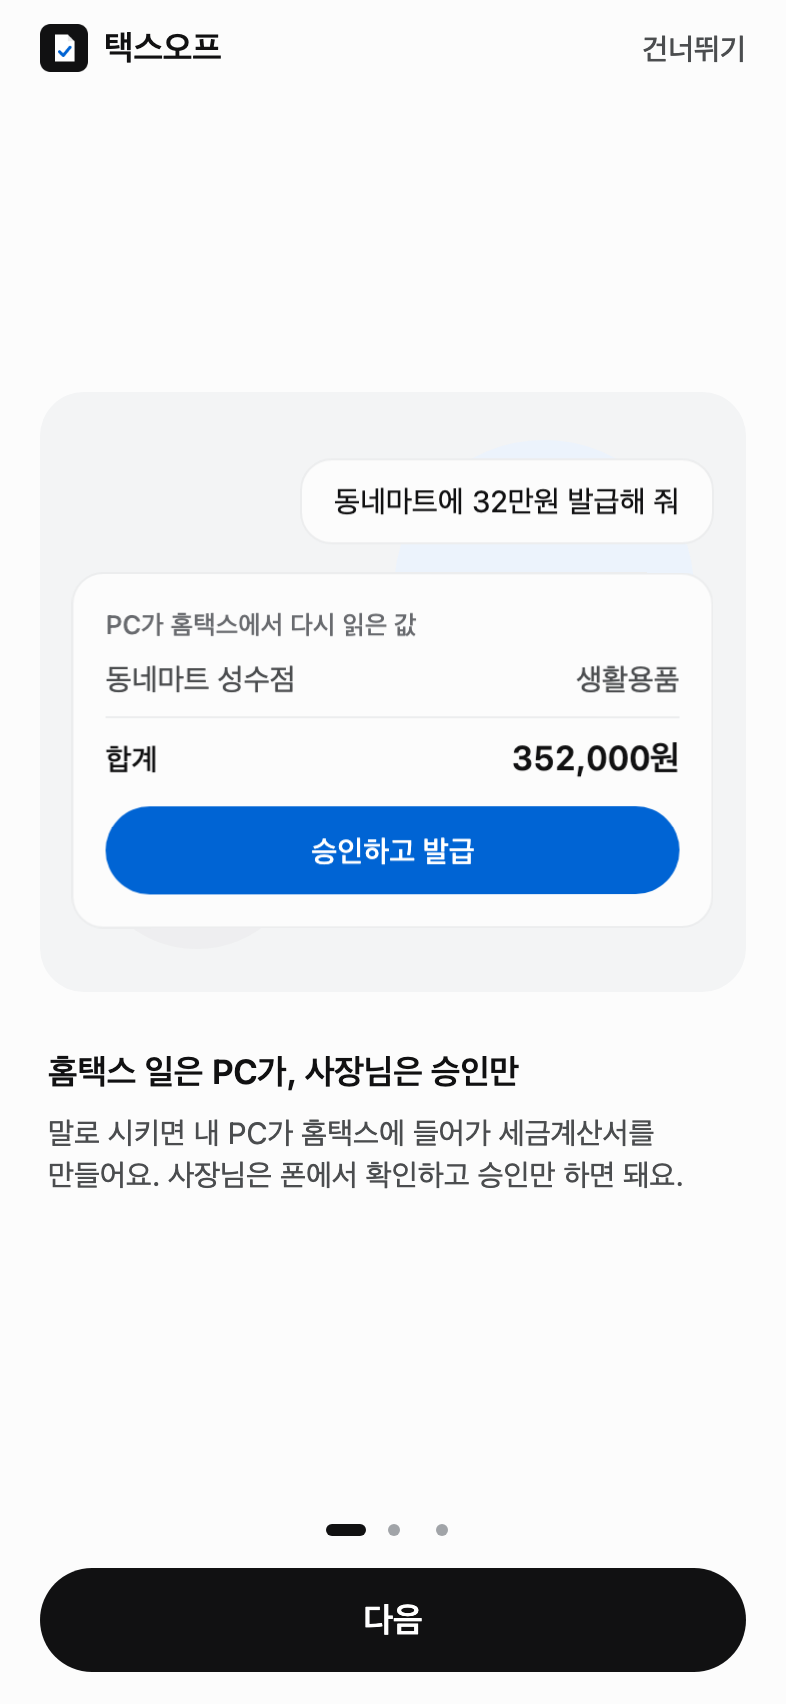 택스오프
건너뛰기
동네마트에 32만원 발급해 줘
PC가 홈택스에서 다시 읽은 값
동네마트 성수점
생활용품
합계
352,000원
승인하고 발급
홈택스 일은 PC가, 사장님은 승인만
말로 시키면 내 PC가 홈택스에 들어가 세금계산서를
만들어요. 사장님은 폰에서 확인하고 승인만 하면 돼요.
다음